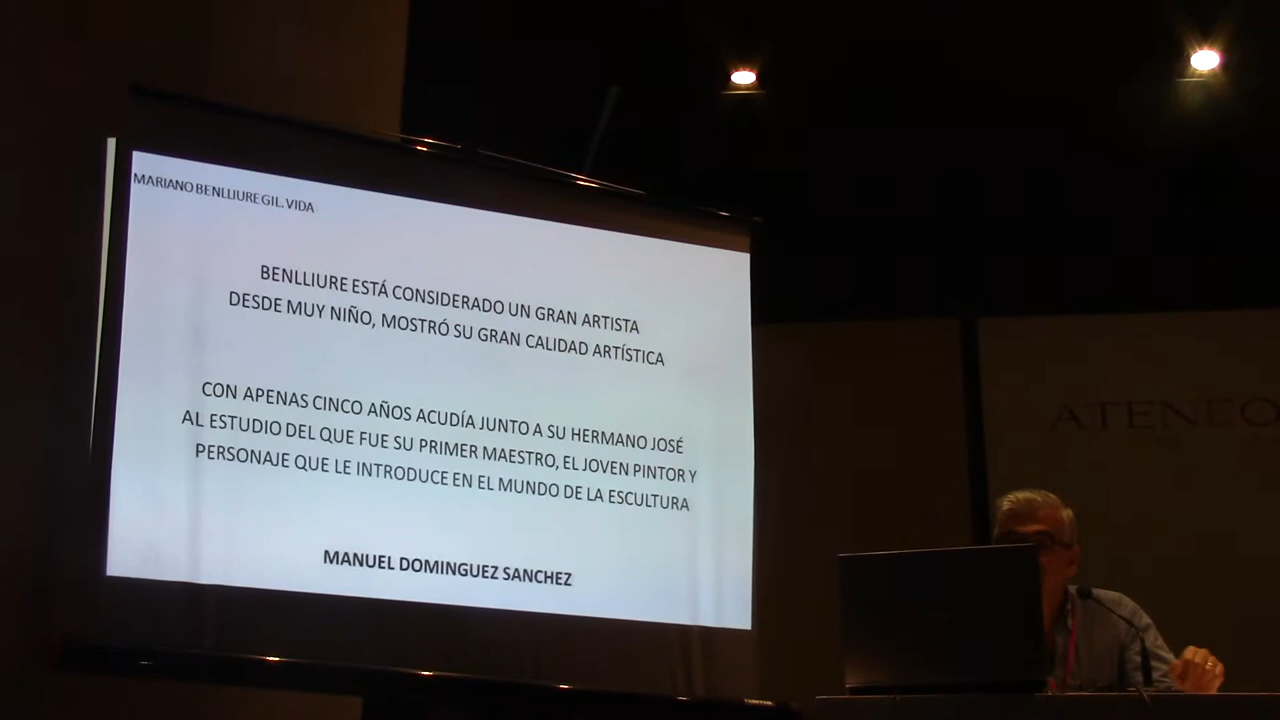 MARIANO BENLLIURE GIL. VIDA
BENLLIURE ESTÁ CONSIDERADO UN GRAN ARTISTA
DESDE MUY NIÑO, MOSTRÓ SU GRAN CALIDAD ARTÍSTICA
CON APENAS CINCO AÑOS ACUDÍA JUNTO A SU HERMANO JOSÉ
AL ESTUDIO DEL QUE FUE SU PRIMER MAESTRO, EL JOVEN PINTOR Y
PERSONAJE QUE LE INTRODUCE EN EL MUNDO DE LA ESCULTURA
MANUEL DOMINGUEZ SANCHEZ
ATENEO